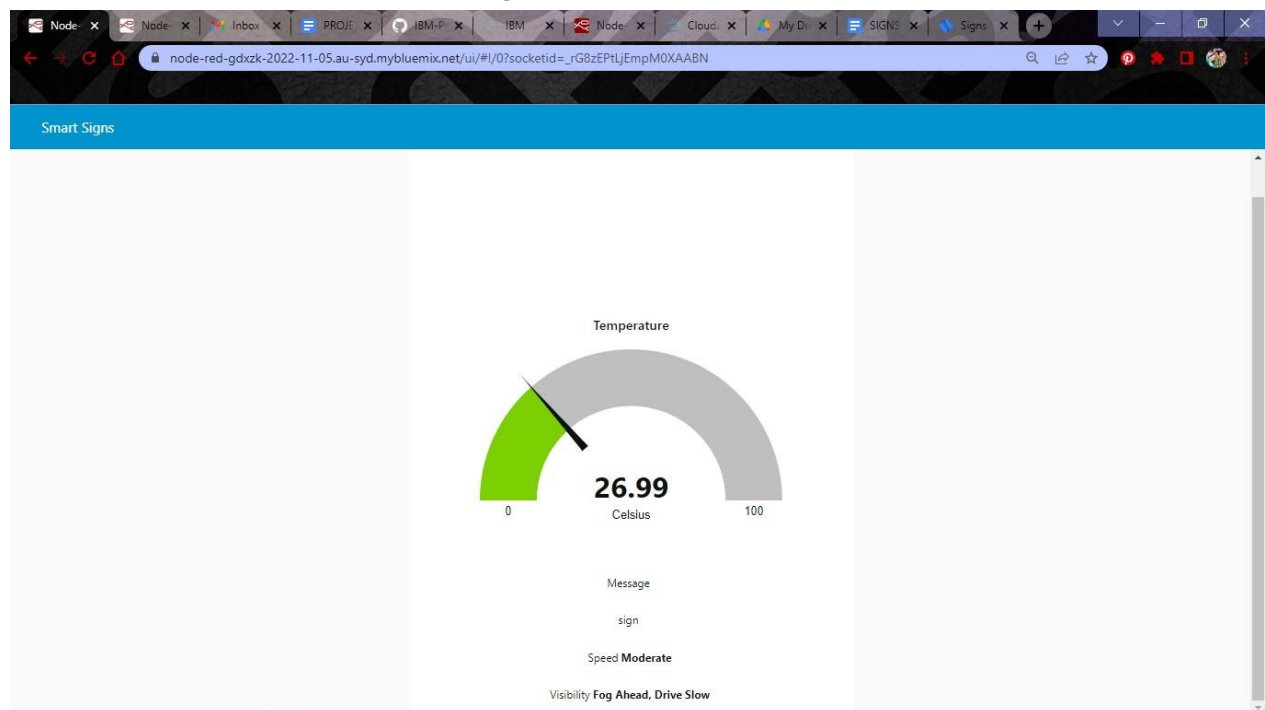 Node- Node- Inbox PROJE IBM-P IBM Node- Cloud. My D SIGNS Signs
node-red-gdxzk-2022-11-05.au-syd.mybluemix.net/ui/#!/0?socketid=_rG8zEPtLjEmpM0XAABN
Smart Signs
Temperature
26.99
0 Celsius 100
Message
sign
Speed Moderate
Visibility Fog Ahead, Drive Slow